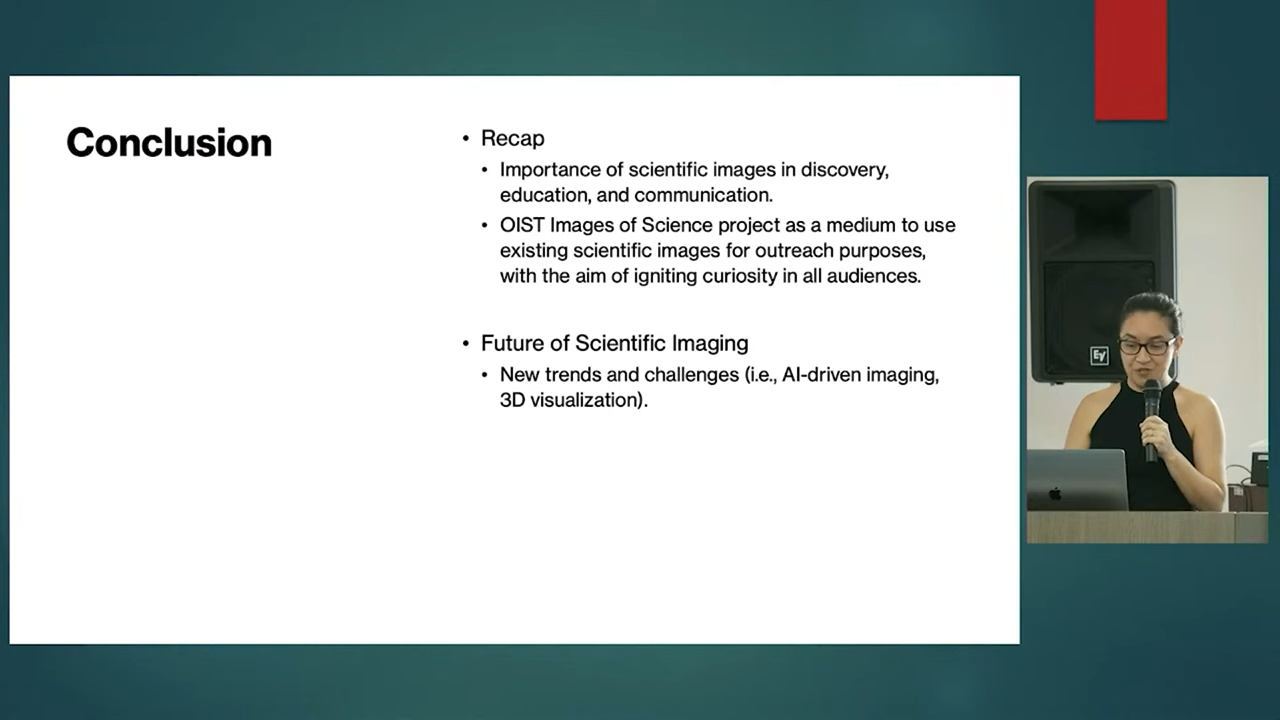 Conclusion
• Recap
• Importance of scientific images in discovery,
education, and communication.
• OIST Images of Science project as a medium to use
existing scientific images for outreach purposes,
with the aim of igniting curiosity in all audiences.
• Future of Scientific Imaging
• New trends and challenges (i.e., AI-driven imaging,
3D visualization).
EV